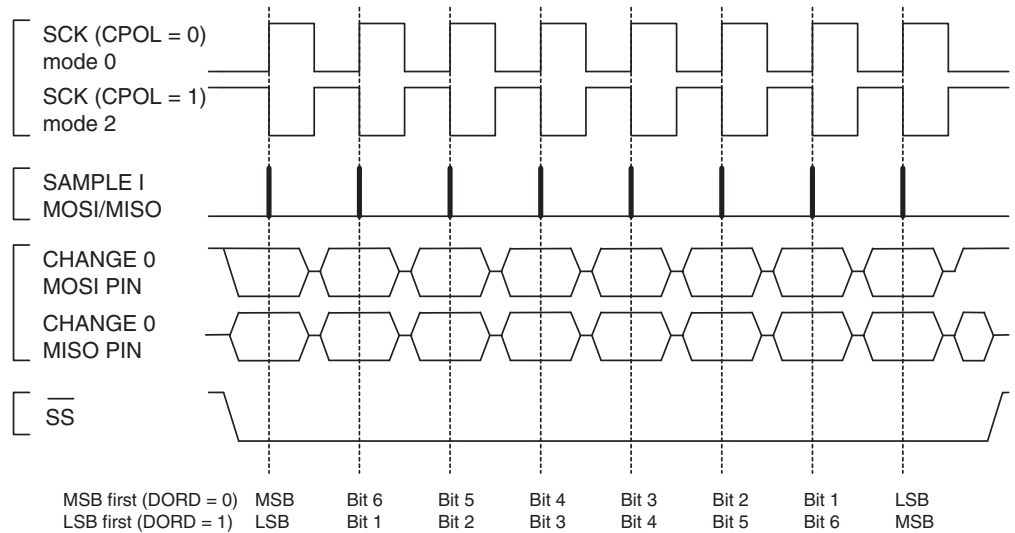 SCK (CPOL = 0)
mode 0
SCK (CPOL = 1)
mode 2
SAMPLE I
MOSI/MISO
CHANGE 0
MOSI PIN
CHANGE 0
MISO PIN
SS
MSB first (DORD = 0) MSB Bit 6 Bit 5 Bit 4 Bit 3 Bit 2 Bit 1 LSB
LSB first (DORD = 1) LSB Bit 1 Bit 2 Bit 3 Bit 4 Bit 5 Bit 6 MSB